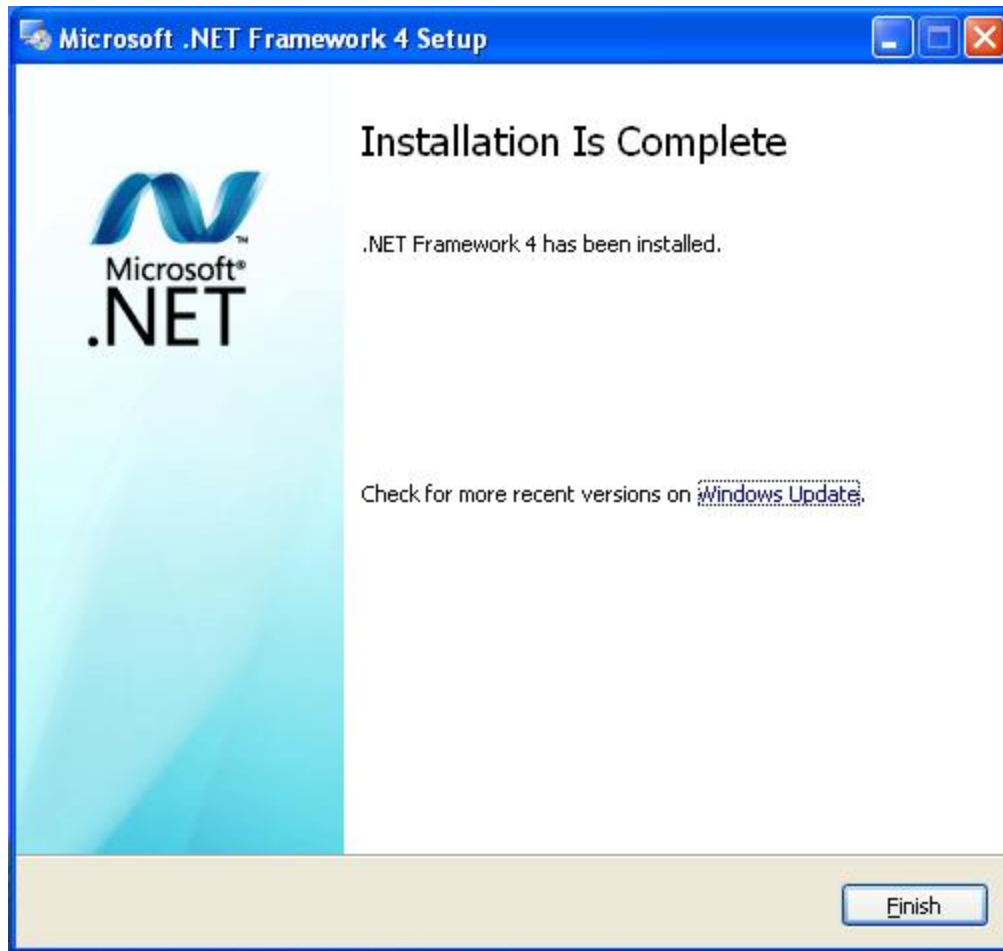 Microsoft .NET Framework 4 Setup
Installation Is Complete
Microsoft®
.NET
™
.NET Framework 4 has been installed.
Check for more recent versions on Windows Update.
Finish